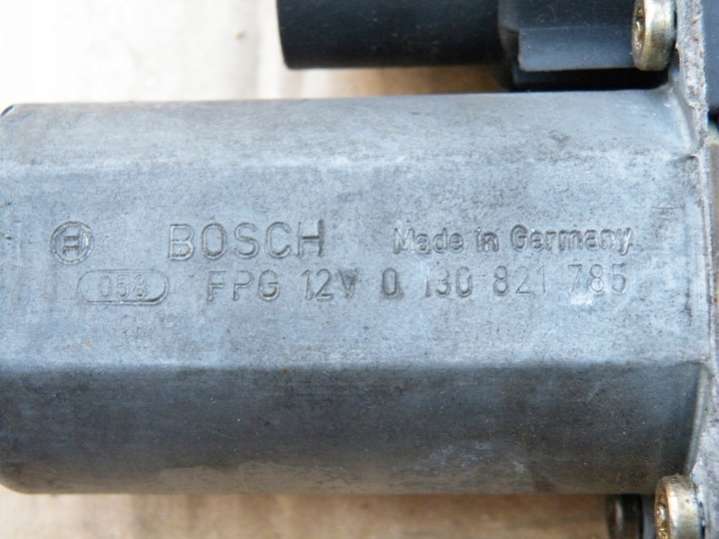 BOSCH Made in Germany
058 FPG 12V 0 130 821 785